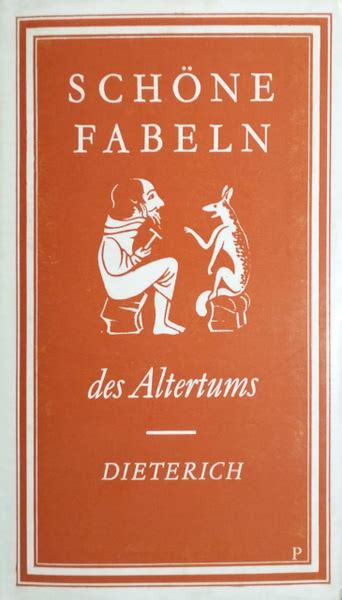 SCHÖNE
FABELN
des Altertums
DIETERICH
P